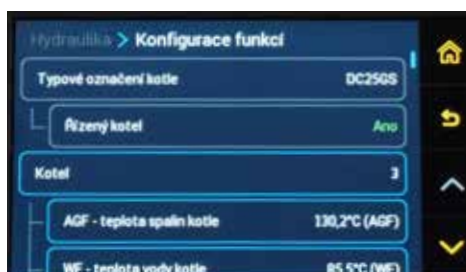 Hydraulika > Konfigurace funkcí
Typové označení kotle DC25GS
Řízený kotel Ano
Kotel 3
AGF - teplota spalin kotle 130,2°C (AGF)
WF - teplota vody kotle 85,5°C (WF)